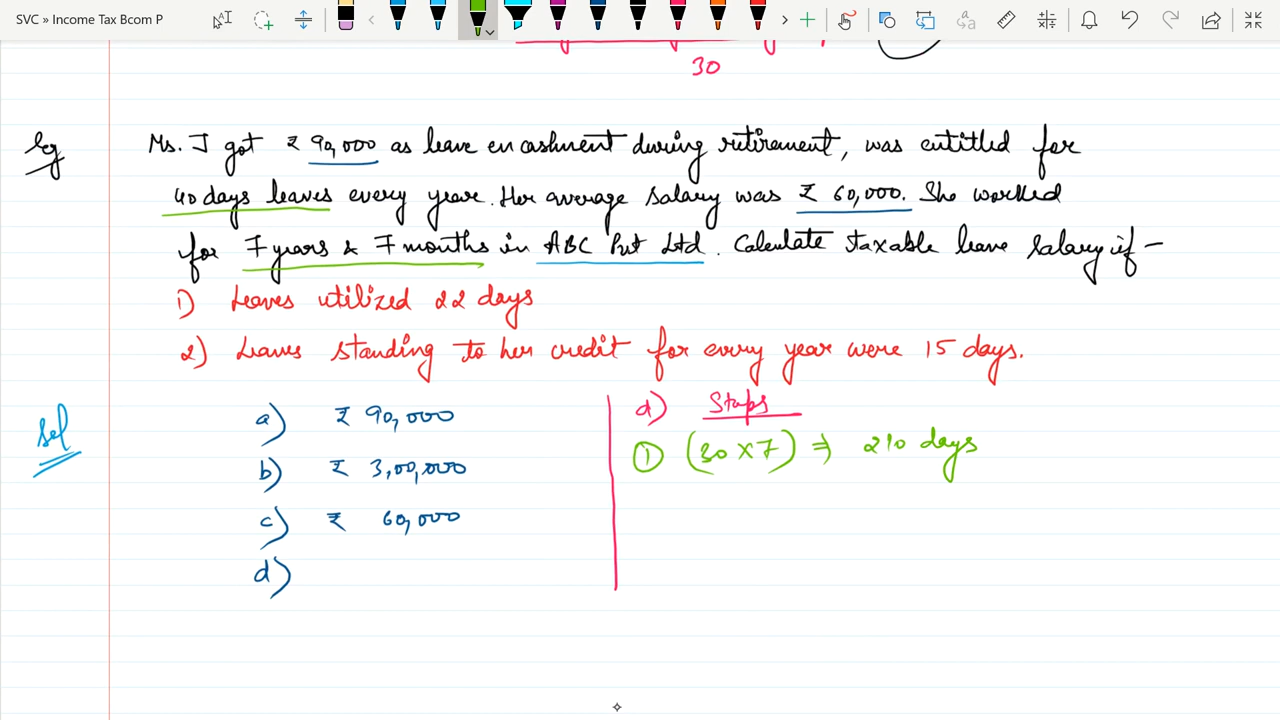 SVC » Income Tax Bcom P
30
Eg
Ms. J got ₹ 90,000 as leave encashment during retirement, was entitled for
40 days leaves every year. Her average salary was ₹ 60,000. She worked
for 7 years & 7 months in ABC Pvt Ltd. Calculate taxable leave salary if –
1) Leaves utilized 22 days
2) Leaves standing to her credit for every year were 15 days.
Sol
a) ₹ 90,000
b) ₹ 3,00,000
c) ₹ 60,000
d)
d) Steps
① (30 x 7) ⇒ 210 days